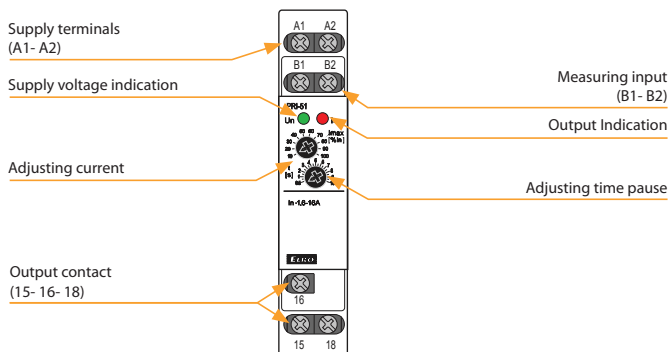 Supply terminals
(A1- A2)
Supply voltage indication
Adjusting current
Output contact
(15- 16- 18)
A1 A2
B1 B2
PRI-51
Un
Imax
[%In]
In -1.6-16A
ELKO
16
15 18
Measuring input
(B1- B2)
Output Indication
Adjusting time pause